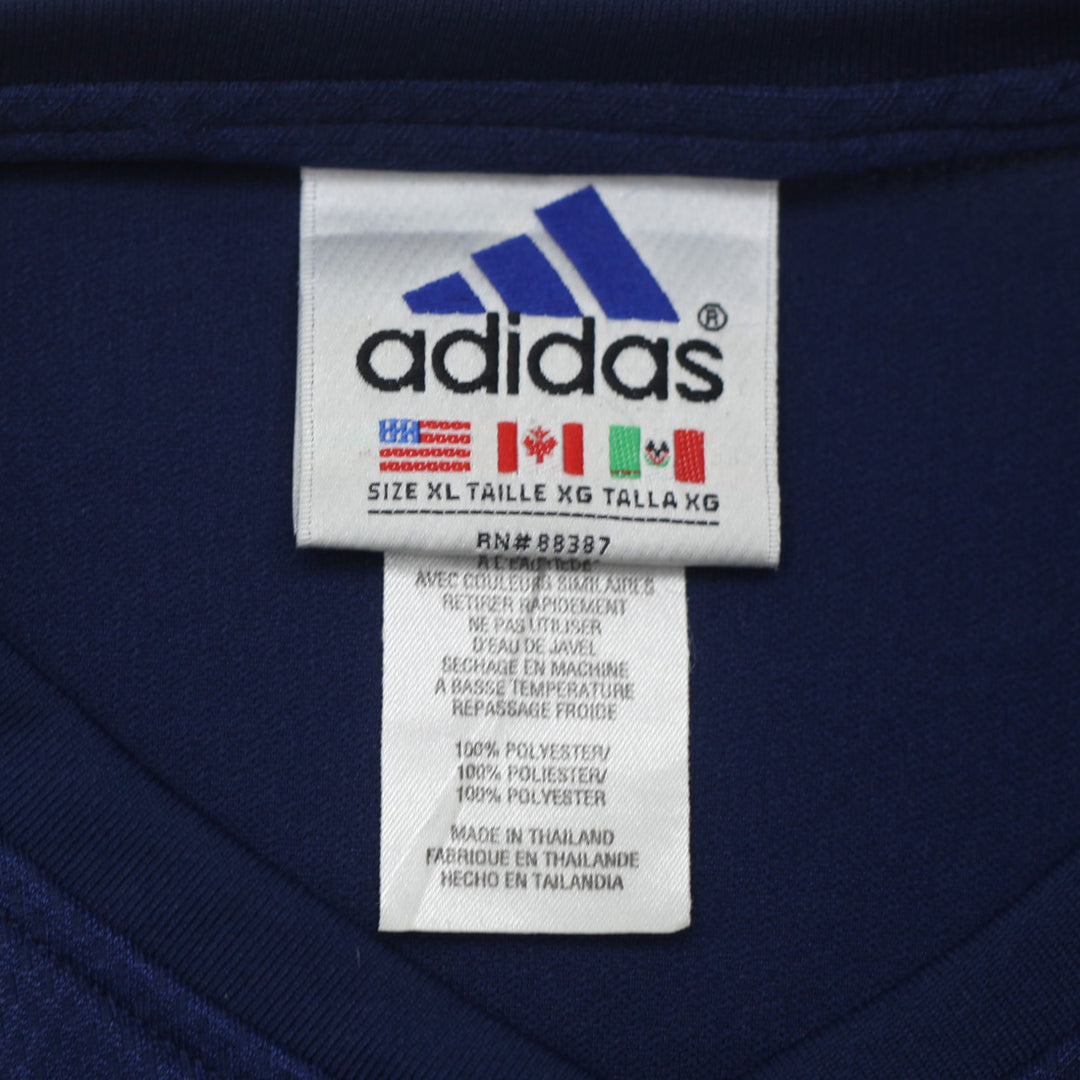 adidas®
SIZE XL TAILLE XG TALLA XG
RN# 88387
AVEC COULEURS SIMILAIRES
RETIRER RAPIDEMENT
NE PAS UTILISER
D'EAU DE JAVEL
SECHAGE EN MACHINE
A BASSE TEMPERATURE
REPASSAGE FROIDE
100% POLYESTER/
100% POLIESTER/
100% POLYESTER
MADE IN THAILAND
FABRIQUE EN THAILANDE
HECHO EN TAILANDIA